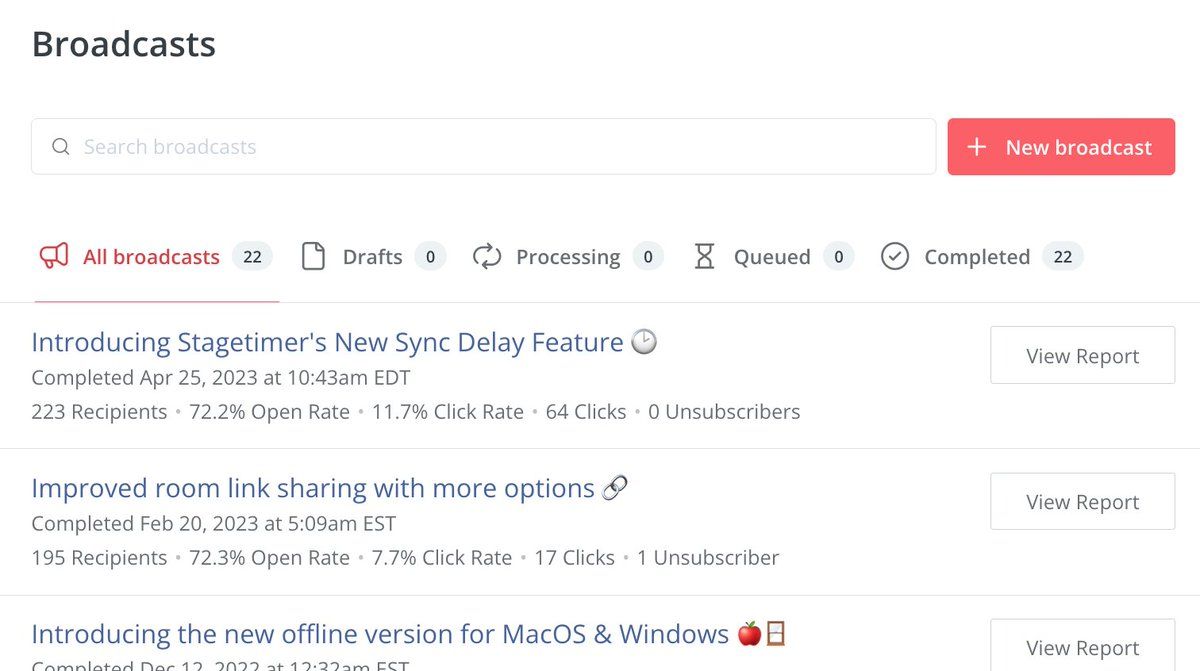 Broadcasts
Search broadcasts
New broadcast
All broadcasts 22 Drafts 0 Processing 0 Queued 0 Completed 22
Introducing Stagetimer's New Sync Delay Feature 🕑
View Report
Completed Apr 25, 2023 at 10:43am EDT
223 Recipients • 72.2% Open Rate • 11.7% Click Rate • 64 Clicks • 0 Unsubscribers
Improved room link sharing with more options 🔗
View Report
Completed Feb 20, 2023 at 5:09am EST
195 Recipients • 72.3% Open Rate • 7.7% Click Rate • 17 Clicks • 1 Unsubscriber
Introducing the new offline version for MacOS & Windows 🍎🪟
View Report
Completed Dec 12, 2022 at 12:32am EST